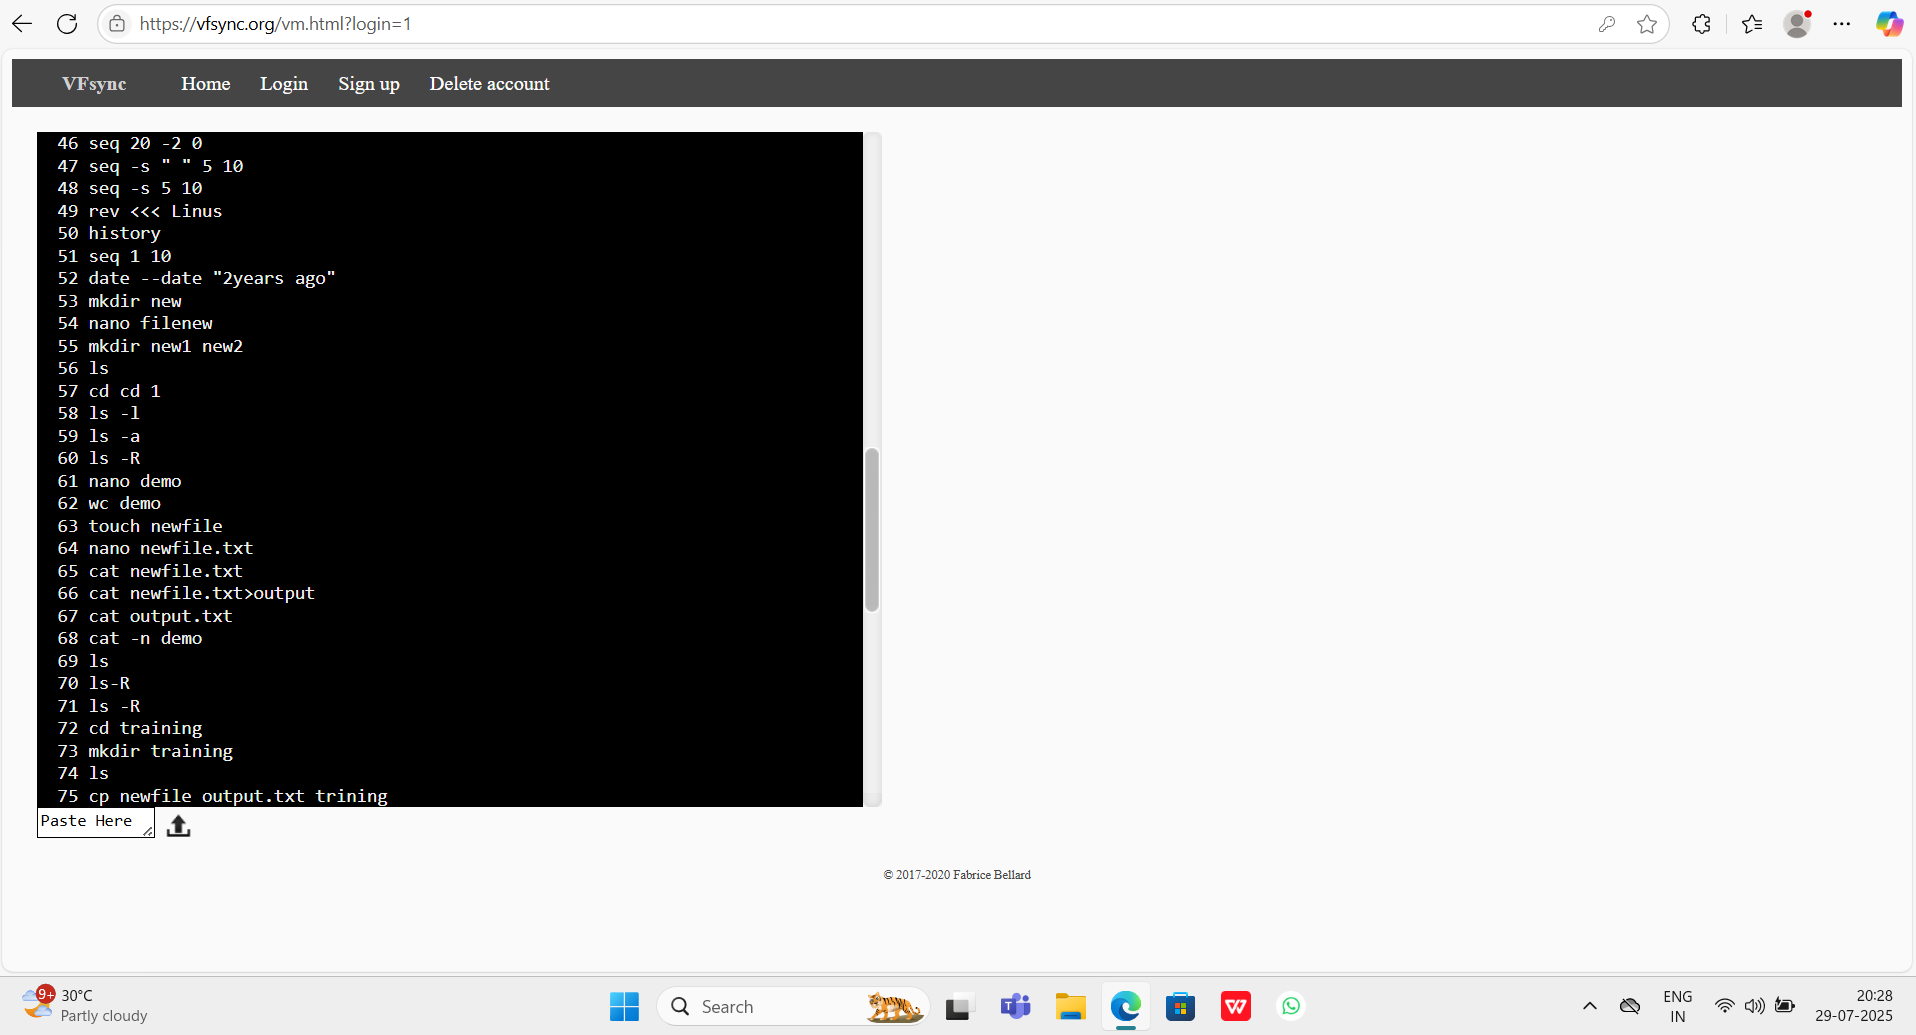 https://vfsync.org/vm.html?login=1
VFsync Home Login Sign up Delete account
46 seq 20 -2 0
47 seq -s " " 5 10
48 seq -s 5 10
49 rev <<< Linus
50 history
51 seq 1 10
52 date --date "2years ago"
53 mkdir new
54 nano filenew
55 mkdir new1 new2
56 ls
57 cd cd 1
58 ls -l
59 ls -a
60 ls -R
61 nano demo
62 wc demo
63 touch newfile
64 nano newfile.txt
65 cat newfile.txt
66 cat newfile.txt>output
67 cat output.txt
68 cat -n demo
69 ls
70 ls-R
71 ls -R
72 cd training
73 mkdir training
74 ls
75 cp newfile output.txt trining
Paste Here
© 2017-2020 Fabrice Bellard
9+ 30°C
Partly cloudy
Search
T
W
ENG
IN
20:28
29-07-2025